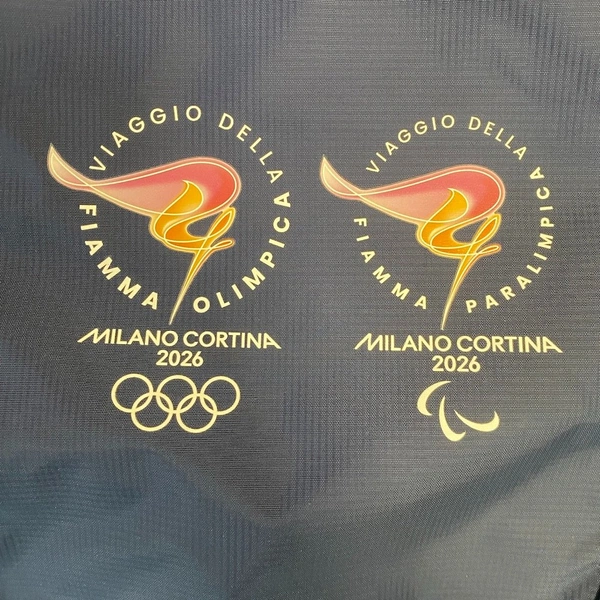 VIAGGIO DELLA
FIAMMA OLIMPICA
MILANO CORTINA
2026
VIAGGIO DELLA
FIAMMA PARALIMPICA
MILANO CORTINA
2026